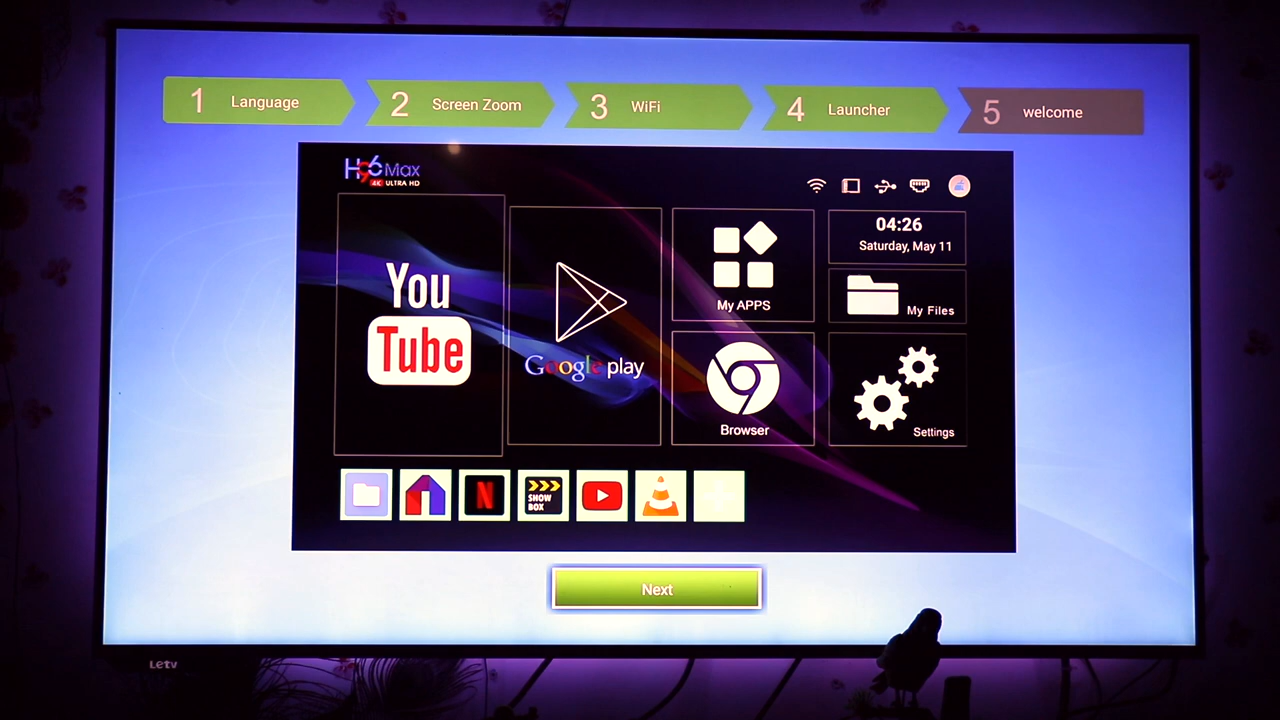 1 Language
2 Screen Zoom
3 WiFi
4 Launcher
5 welcome
H96 Max
4K ULTRA HD
04:26
Saturday, May 11
You
Tube
Google play
My APPS
My Files
Browser
Settings
SHOW
BOX
Next
Letv